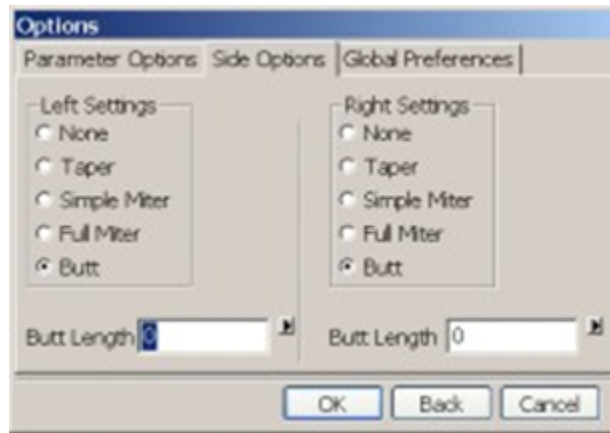 Options
Parameter Options Side Options Global Preferences
Left Settings Right Settings
None None
Taper Taper
Simple Miter Simple Miter
Full Miter Full Miter
Butt Butt
Butt Length 0 Butt Length 0
OK Back Cancel